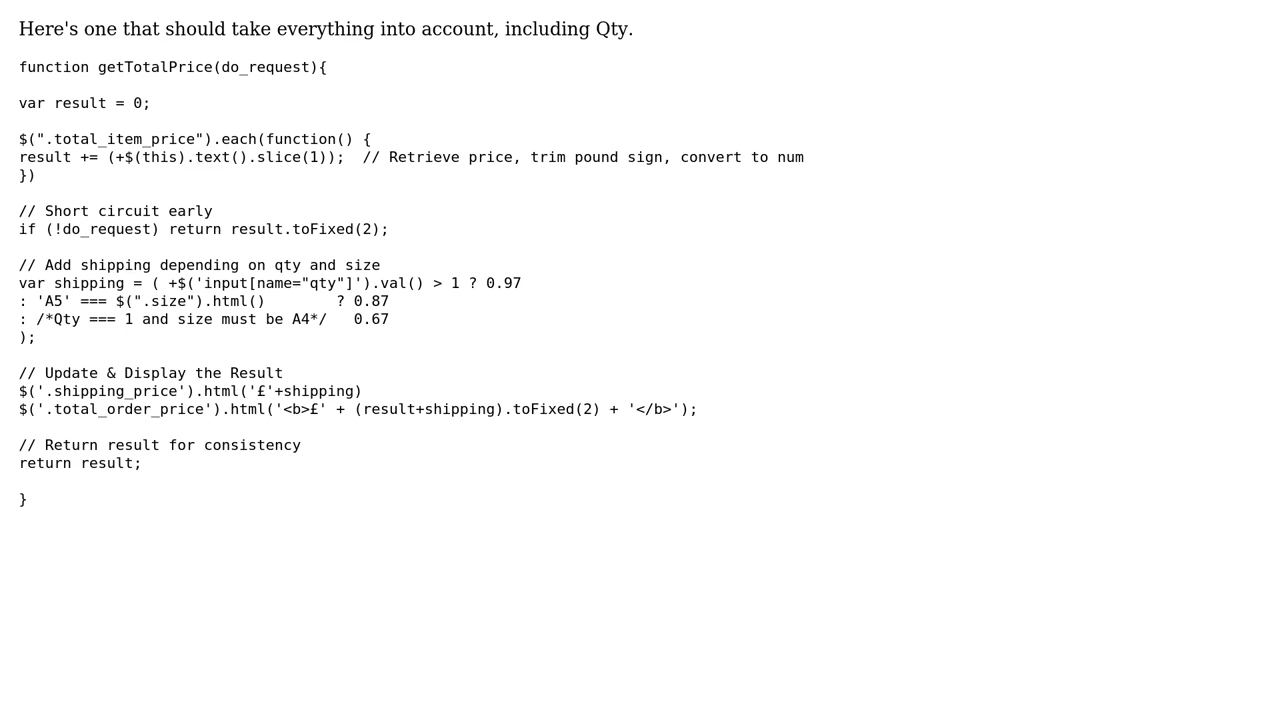 Here's one that should take everything into account, including Qty.
function getTotalPrice(do_request){
var result = 0;
$(".total_item_price").each(function() {
result += (+$(this).text().slice(1));  // Retrieve price, trim pound sign, convert to num
})
// Short circuit early
if (!do_request) return result.toFixed(2);
// Add shipping depending on qty and size
var shipping = ( +$('input[name="qty"]').val() > 1 ? 0.97
: 'A5' === $(".size").html()        ? 0.87
: /*Qty === 1 and size must be A4*/   0.67
);
// Update & Display the Result
$('.shipping_price').html('£'+shipping)
$('.total_order_price').html('<b>£' + (result+shipping).toFixed(2) + '</b>');
// Return result for consistency
return result;
}